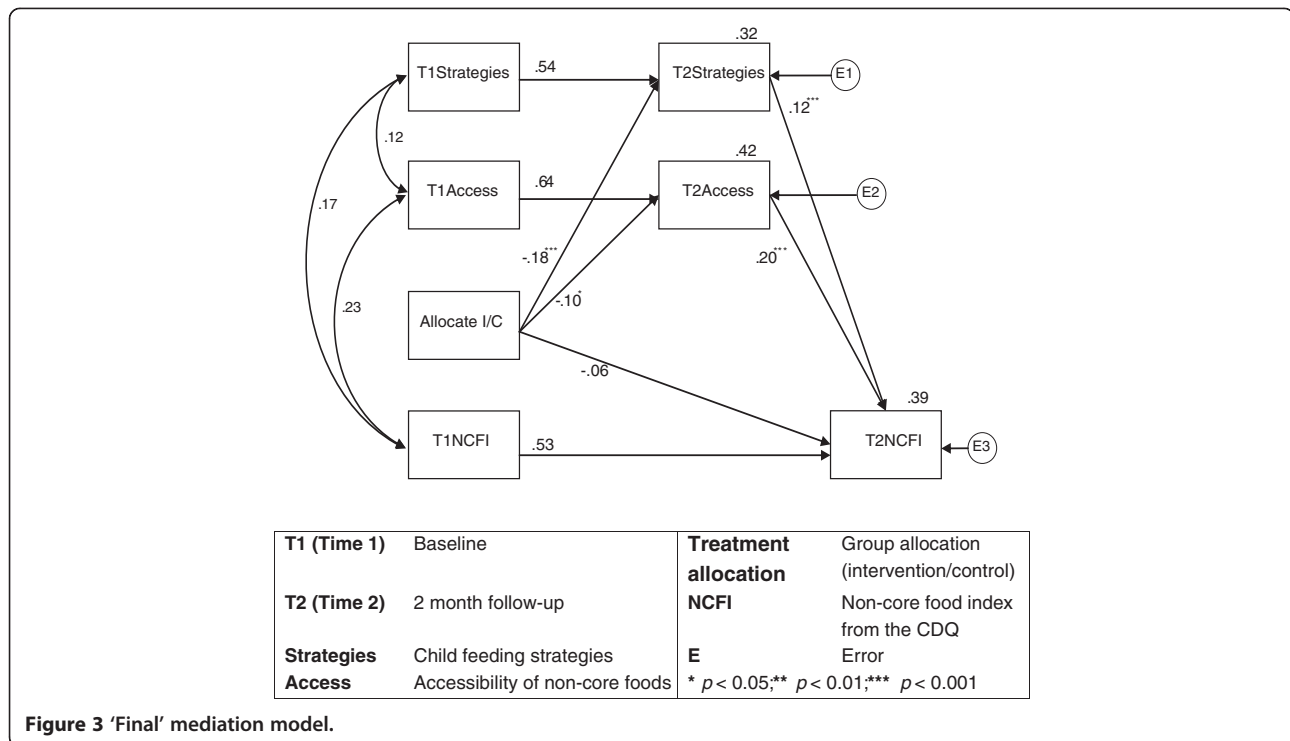 .32
T1Strategies .54 T2Strategies E1
.12***
.12
.42
T1Access .64 T2Access E2
.17
-.18***
.20***
-.10*
.23
Allocate I/C
-.06
.39
T1NCFI .53 T2NCFI E3
T1 (Time 1) Baseline Treatment allocation Group allocation (intervention/control)
T2 (Time 2) 2 month follow-up NCFI Non-core food index from the CDQ
Strategies Child feeding strategies E Error
Access Accessibility of non-core foods * p < 0.05;** p < 0.01;*** p < 0.001
Figure 3 ‘Final’ mediation model.